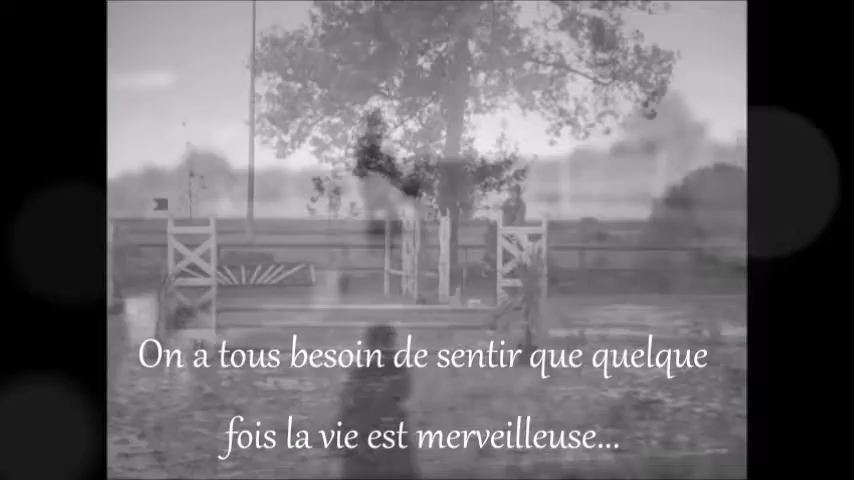 On a tous besoin de sentir que quelque
fois la vie est merveilleuse...